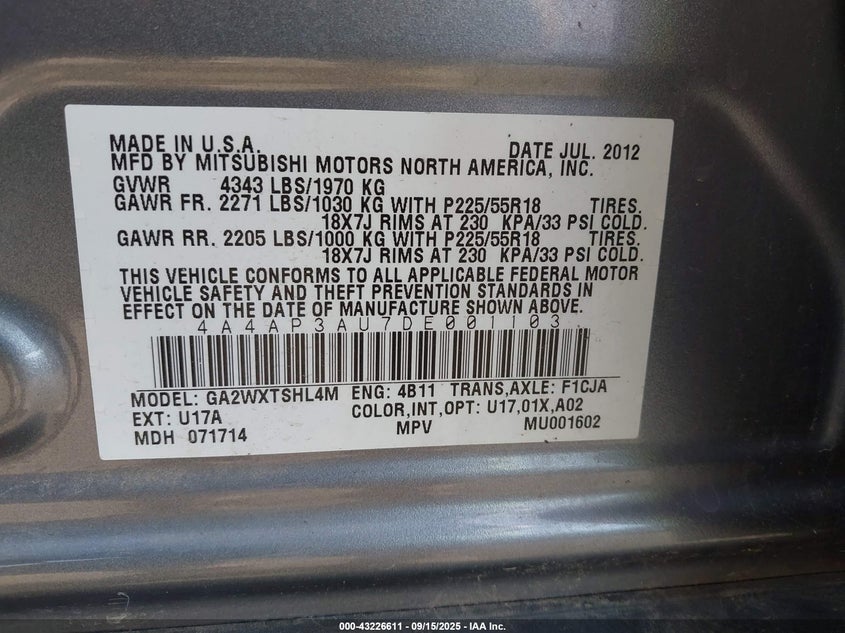 MADE IN U.S.A. DATE JUL. 2012
MFD BY MITSUBISHI MOTORS NORTH AMERICA, INC.
GVWR 4343 LBS/1970 KG
GAWR FR. 2271 LBS/1030 KG WITH P225/55R18 TIRES.
18X7J RIMS AT 230 KPA/33 PSI COLD.
GAWR RR. 2205 LBS/1000 KG WITH P225/55R18 TIRES.
18X7J RIMS AT 230 KPA/33 PSI COLD.
THIS VEHICLE CONFORMS TO ALL APPLICABLE FEDERAL MOTOR
VEHICLE SAFETY AND THEFT PREVENTION STANDARDS IN
EFFECT ON THE DATE OF MANUFACTURE SHOWN ABOVE.
4A4AP3AU7DE001103.
MODEL: GA2WXTSHL4M ENG: 4B11 TRANS,AXLE: F1CJA
EXT: U17A COLOR,INT,OPT: U17,01X,A02
MDH 071714 MPV MU001602
000-43226611 - 09/15/2025 - IAA Inc.